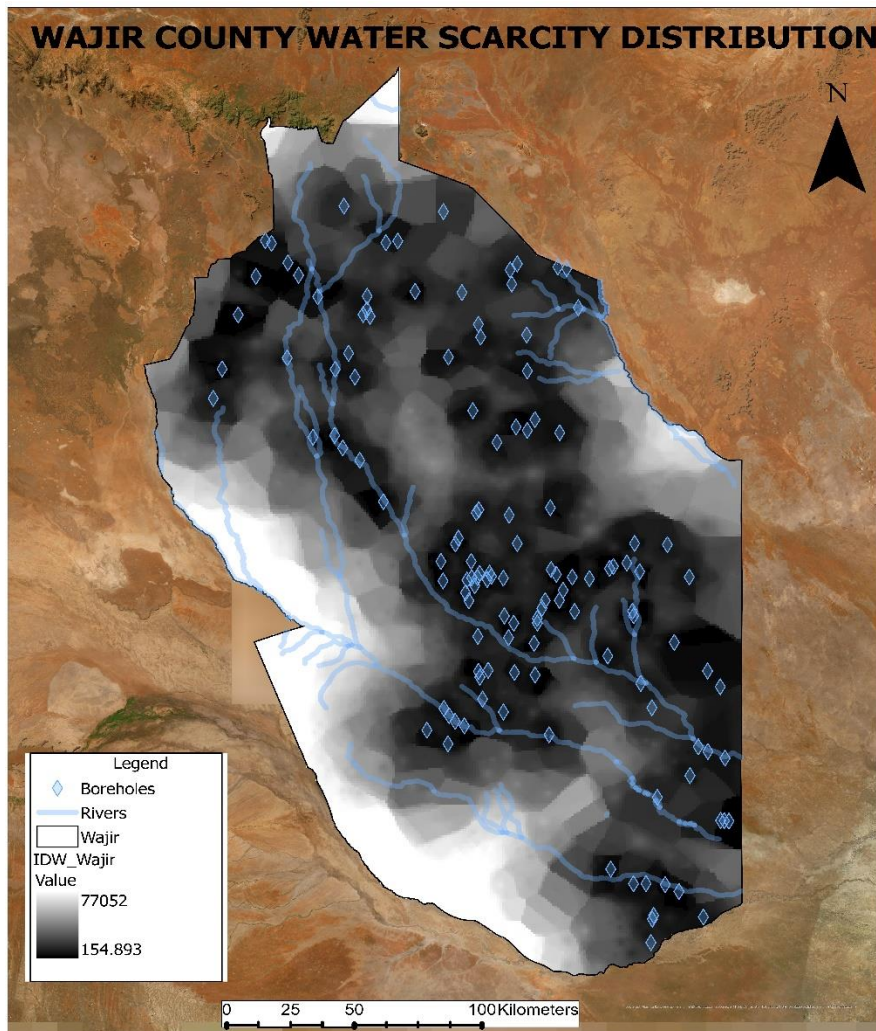 WAJIR COUNTY WATER SCARCITY DISTRIBUTION
N
Legend
Boreholes
Rivers
Wajir
IDW_Wajir
Value
77052
154.893
0 25 50 100 Kilometers